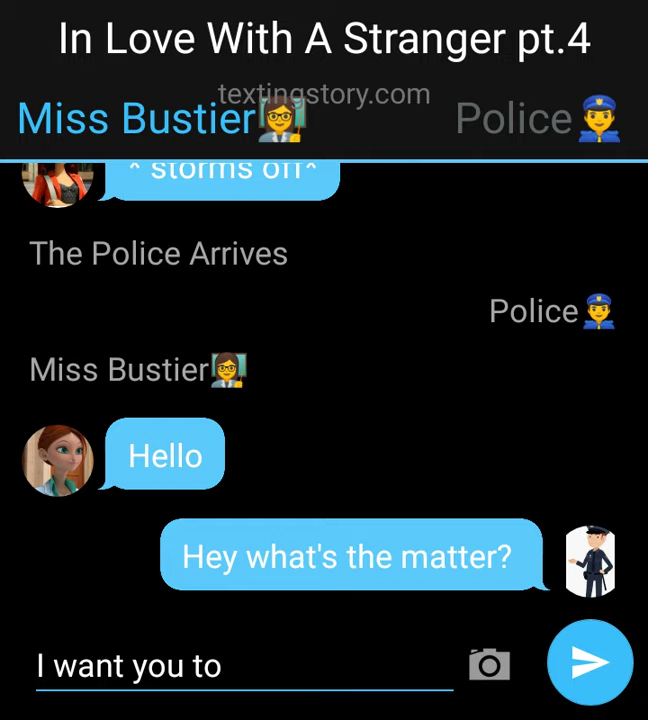 In Love With A Stranger pt.4
textingstory.com
Miss Bustier👩‍🏫 Police👮‍♂️
^ storms off^
The Police Arrives
Police👮‍♂️
Miss Bustier👩‍🏫
Hello
Hey what's the matter?
I want you to